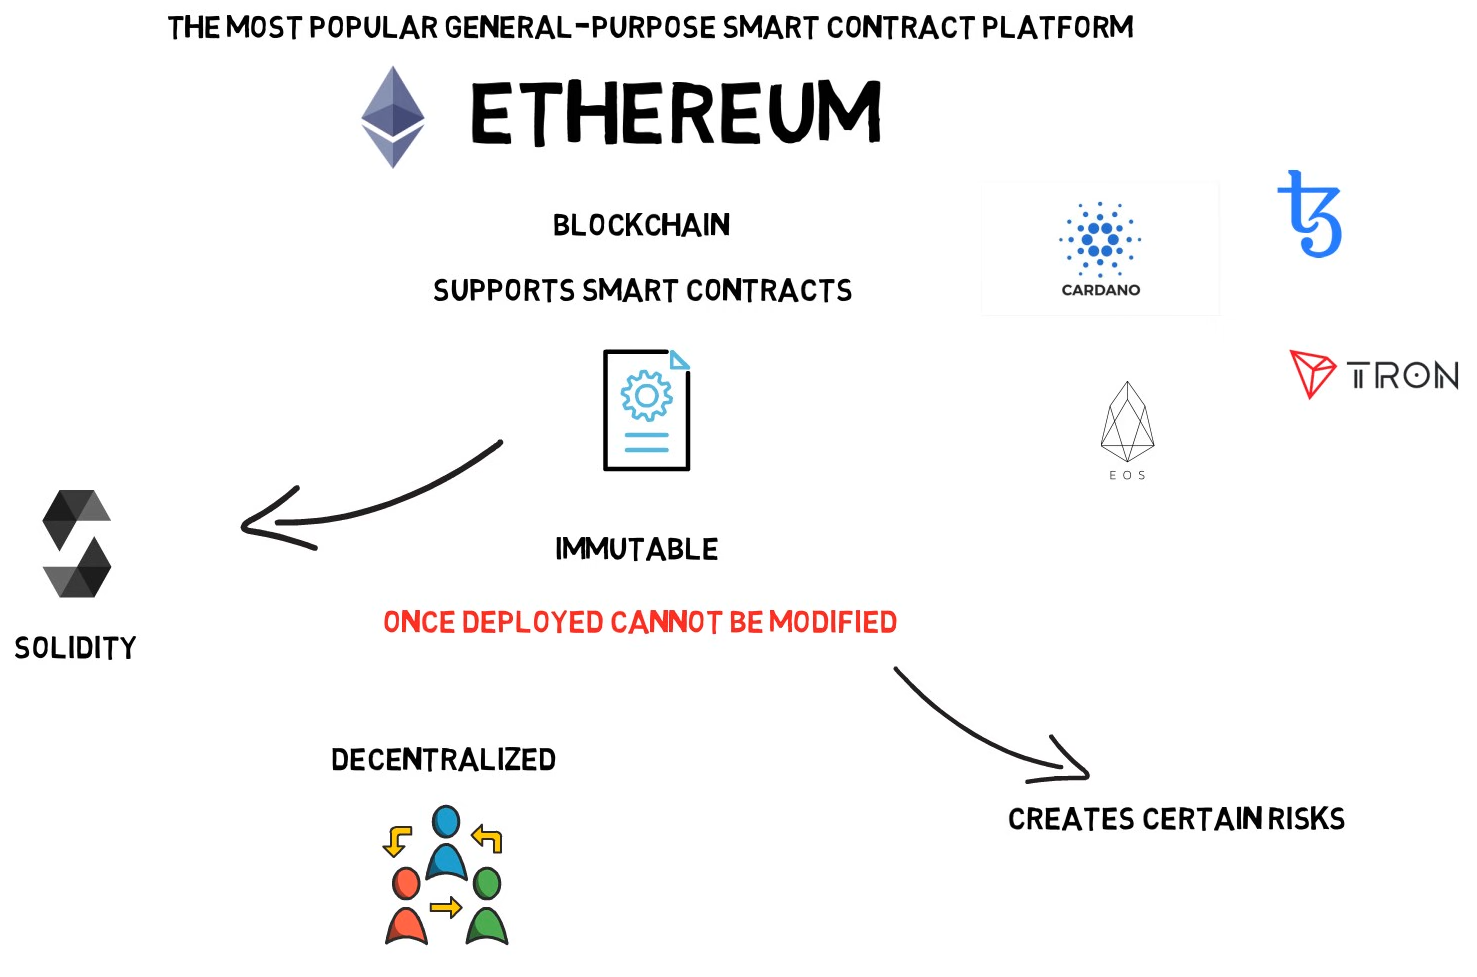 THE MOST POPULAR GENERAL-PURPOSE SMART CONTRACT PLATFORM
ETHEREUM
BLOCKCHAIN
SUPPORTS SMART CONTRACTS
CARDANO
TRON
EOS
IMMUTABLE
ONCE DEPLOYED CANNOT BE MODIFIED
SOLIDITY
DECENTRALIZED
CREATES CERTAIN RISKS